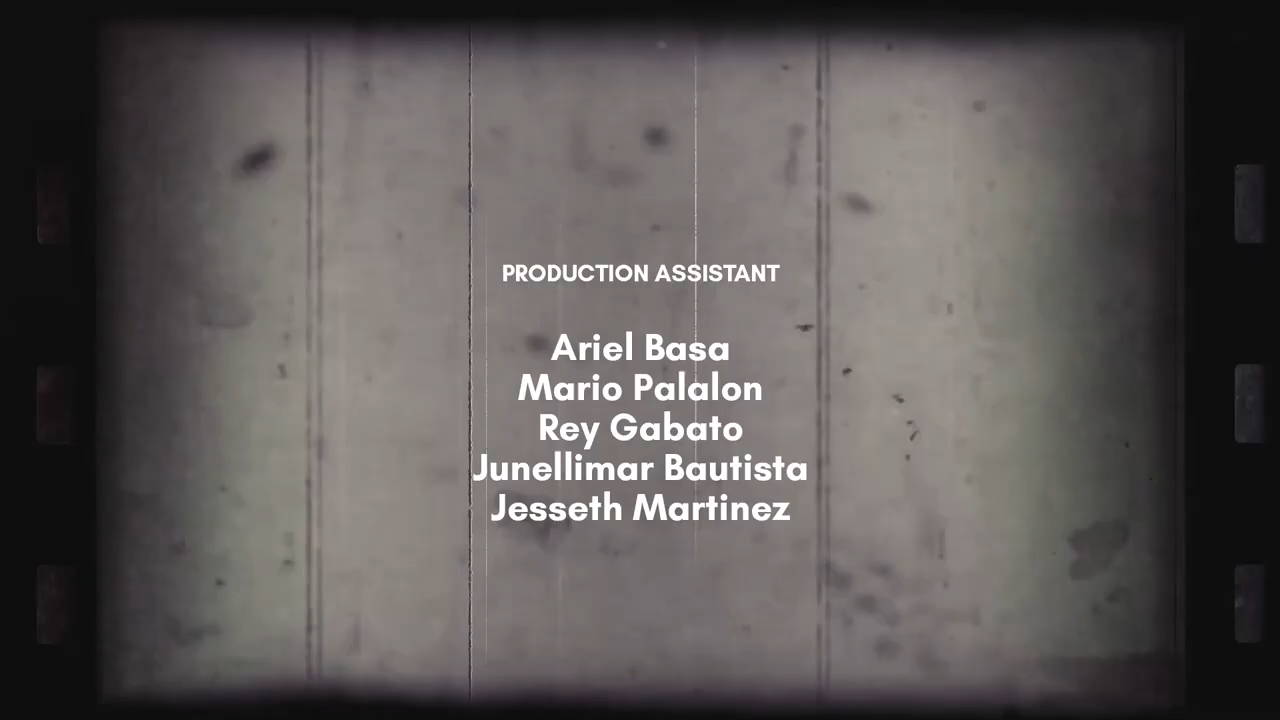 PRODUCTION ASSISTANT
Ariel Basa
Mario Palalon
Rey Gabato
Junellimar Bautista
Jesseth Martinez